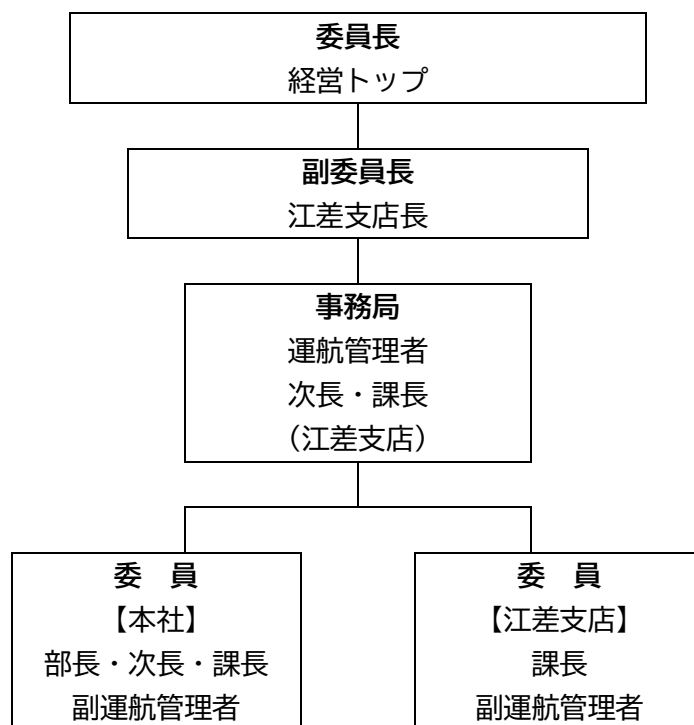 委員長
経営トップ
副委員長
江差支店長
事務局
運航管理者
次長・課長
（江差支店）
委　員
【本社】
部長・次長・課長
副運航管理者
委　員
【江差支店】
課長
副運航管理者